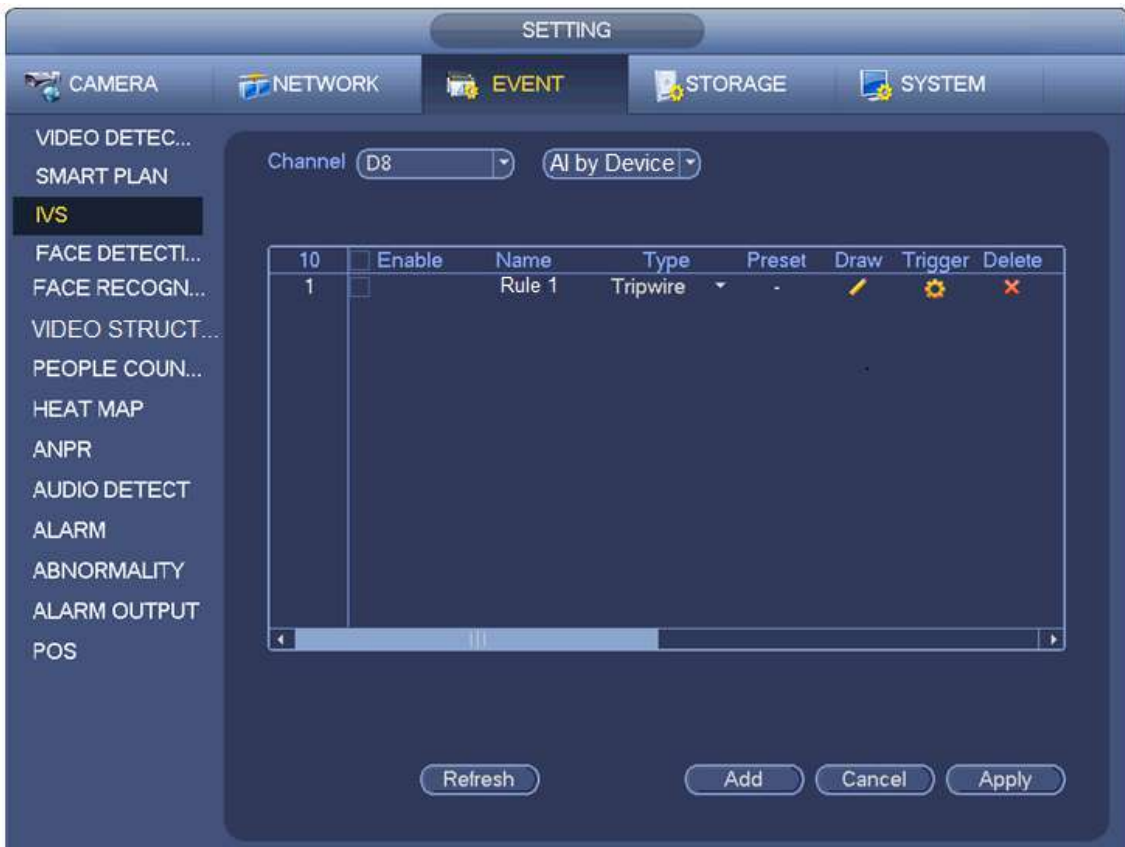 SETTING
CAMERA NETWORK EVENT STORAGE SYSTEM
VIDEO DETEC...
SMART PLAN
IVS
FACE DETECTI...
FACE RECOGN...
VIDEO STRUCT...
PEOPLE COUN...
HEAT MAP
ANPR
AUDIO DETECT
ALARM
ABNORMALITY
ALARM OUTPUT
POS
Channel D8 AI by Device
10 Enable Name Type Preset Draw Trigger Delete
1 Rule 1 Tripwire -
Refresh Add Cancel Apply